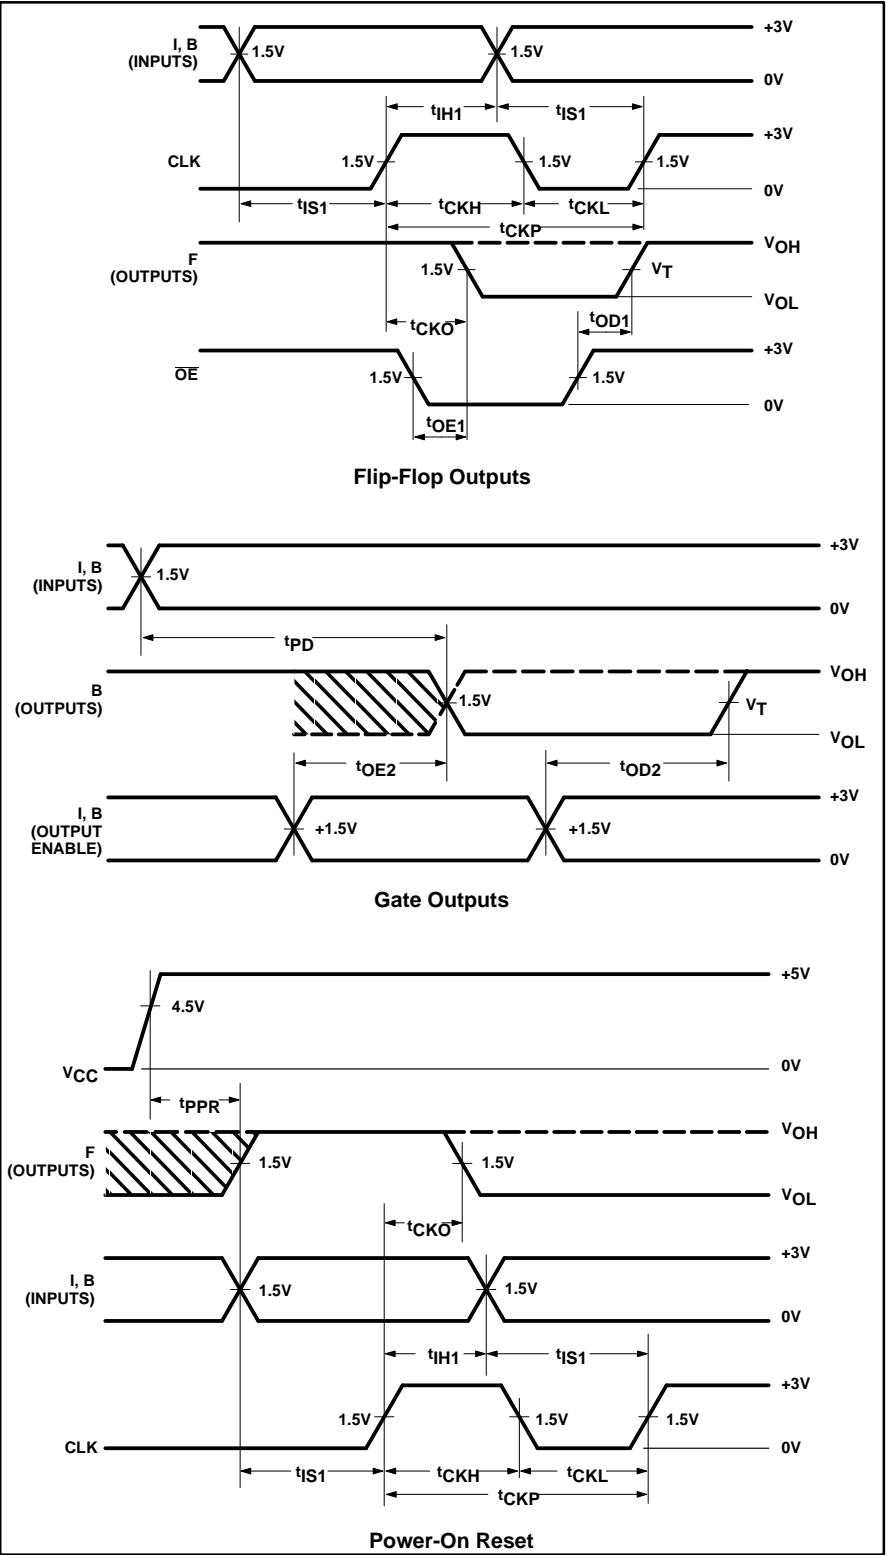 +3V
I, B
(INPUTS)
1.5V
1.5V
0V
tIH1
tIS1
+3V
CLK
1.5V
1.5V
1.5V
0V
tIS1
tCKH
tCKL
tCKP
VOH
F
(OUTPUTS)
1.5V
VT
VOL
tCKO
tOD1
+3V
OE
1.5V
1.5V
0V
tOE1
Flip-Flop Outputs
+3V
I, B
(INPUTS)
1.5V
0V
tPD
VOH
B
(OUTPUTS)
1.5V
VT
VOL
tOE2
tOD2
+3V
I, B
(OUTPUT
ENABLE)
+1.5V
+1.5V
0V
Gate Outputs
+5V
4.5V
VCC
0V
tPPR
VOH
F
(OUTPUTS)
1.5V
1.5V
VOL
tCKO
+3V
I, B
(INPUTS)
1.5V
1.5V
0V
tIH1
tIS1
+3V
1.5V
1.5V
1.5V
CLK
0V
tIS1
tCKH
tCKL
tCKP
Power-On Reset